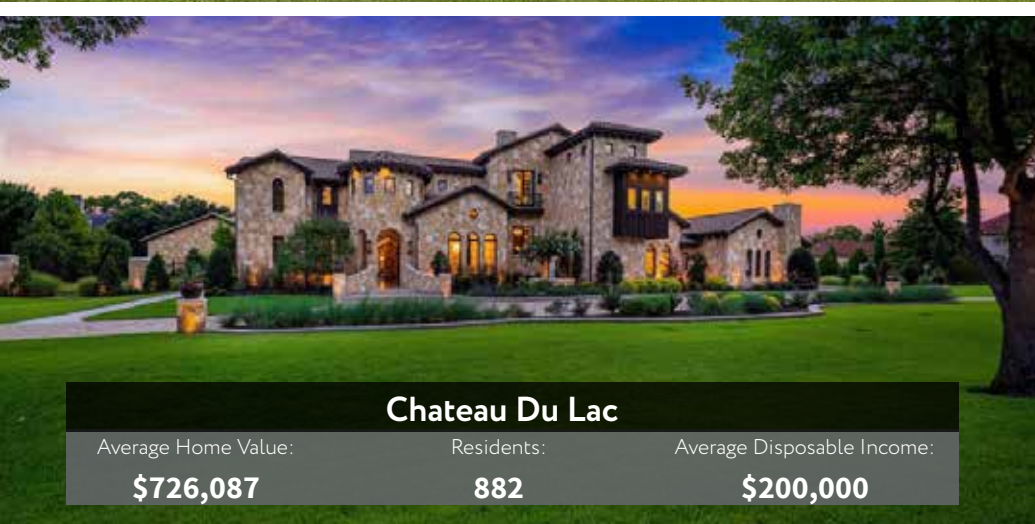 Chateau Du Lac
Average Home Value:
Residents:
Average Disposable Income:
$726,087
882
$200,000